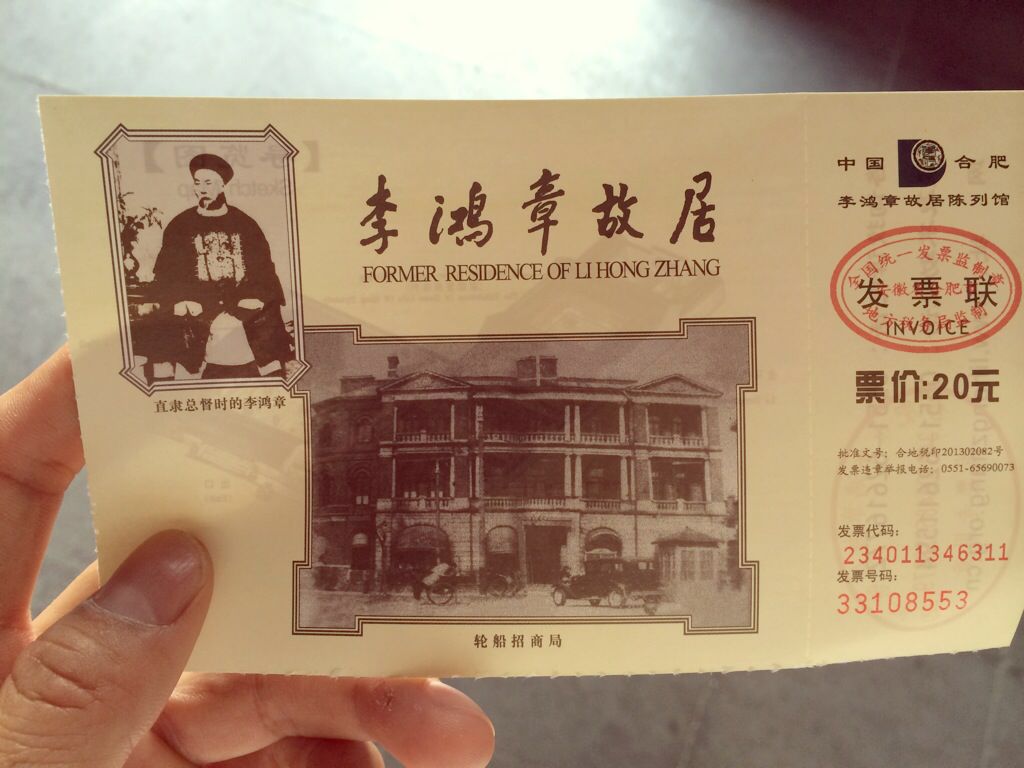 李鸿章故居
FORMER RESIDENCE OF LI HONG ZHANG
直隶总督时的李鸿章
轮船招商局
中国 合肥
李鸿章故居陈列馆
全国统一发票监制章
发票联
INVOICE
票价:20元
批准文号：合地税印201302082号
发票违章举报电话：0551-65690073
发票代码：
234011346311
发票号码：
33108553